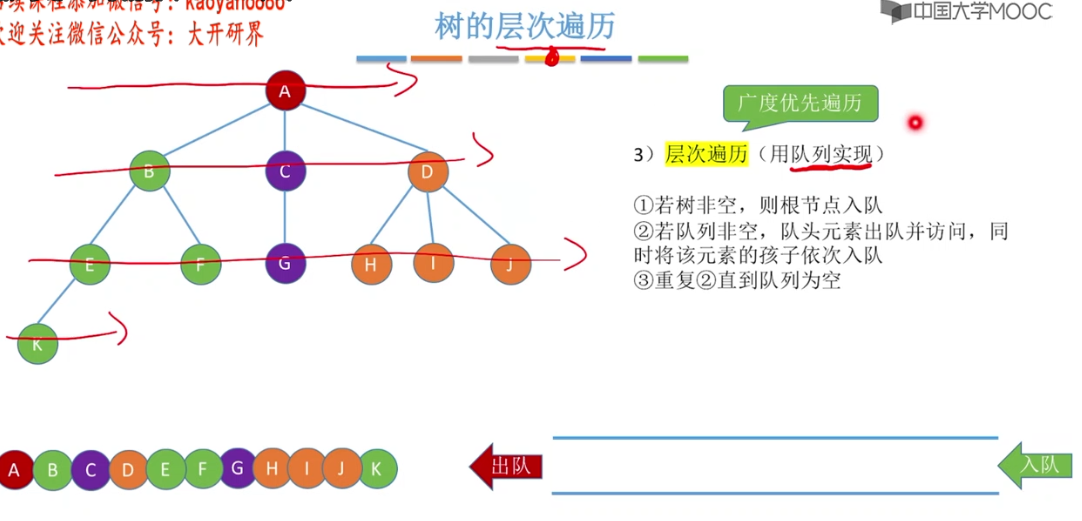 续课程添加微信号：kaoyan6666
欢迎关注微信公众号：大开研界
中国大学MOOC
树的层次遍历
广度优先遍历
3）层次遍历（用队列实现）
①若树非空，则根节点入队
②若队列非空，队头元素出队并访问，同
时将该元素的孩子依次入队
③重复②直到队列为空
A
B C D
E F G H I J
K
A B C D E F G H I J K
出队
入队